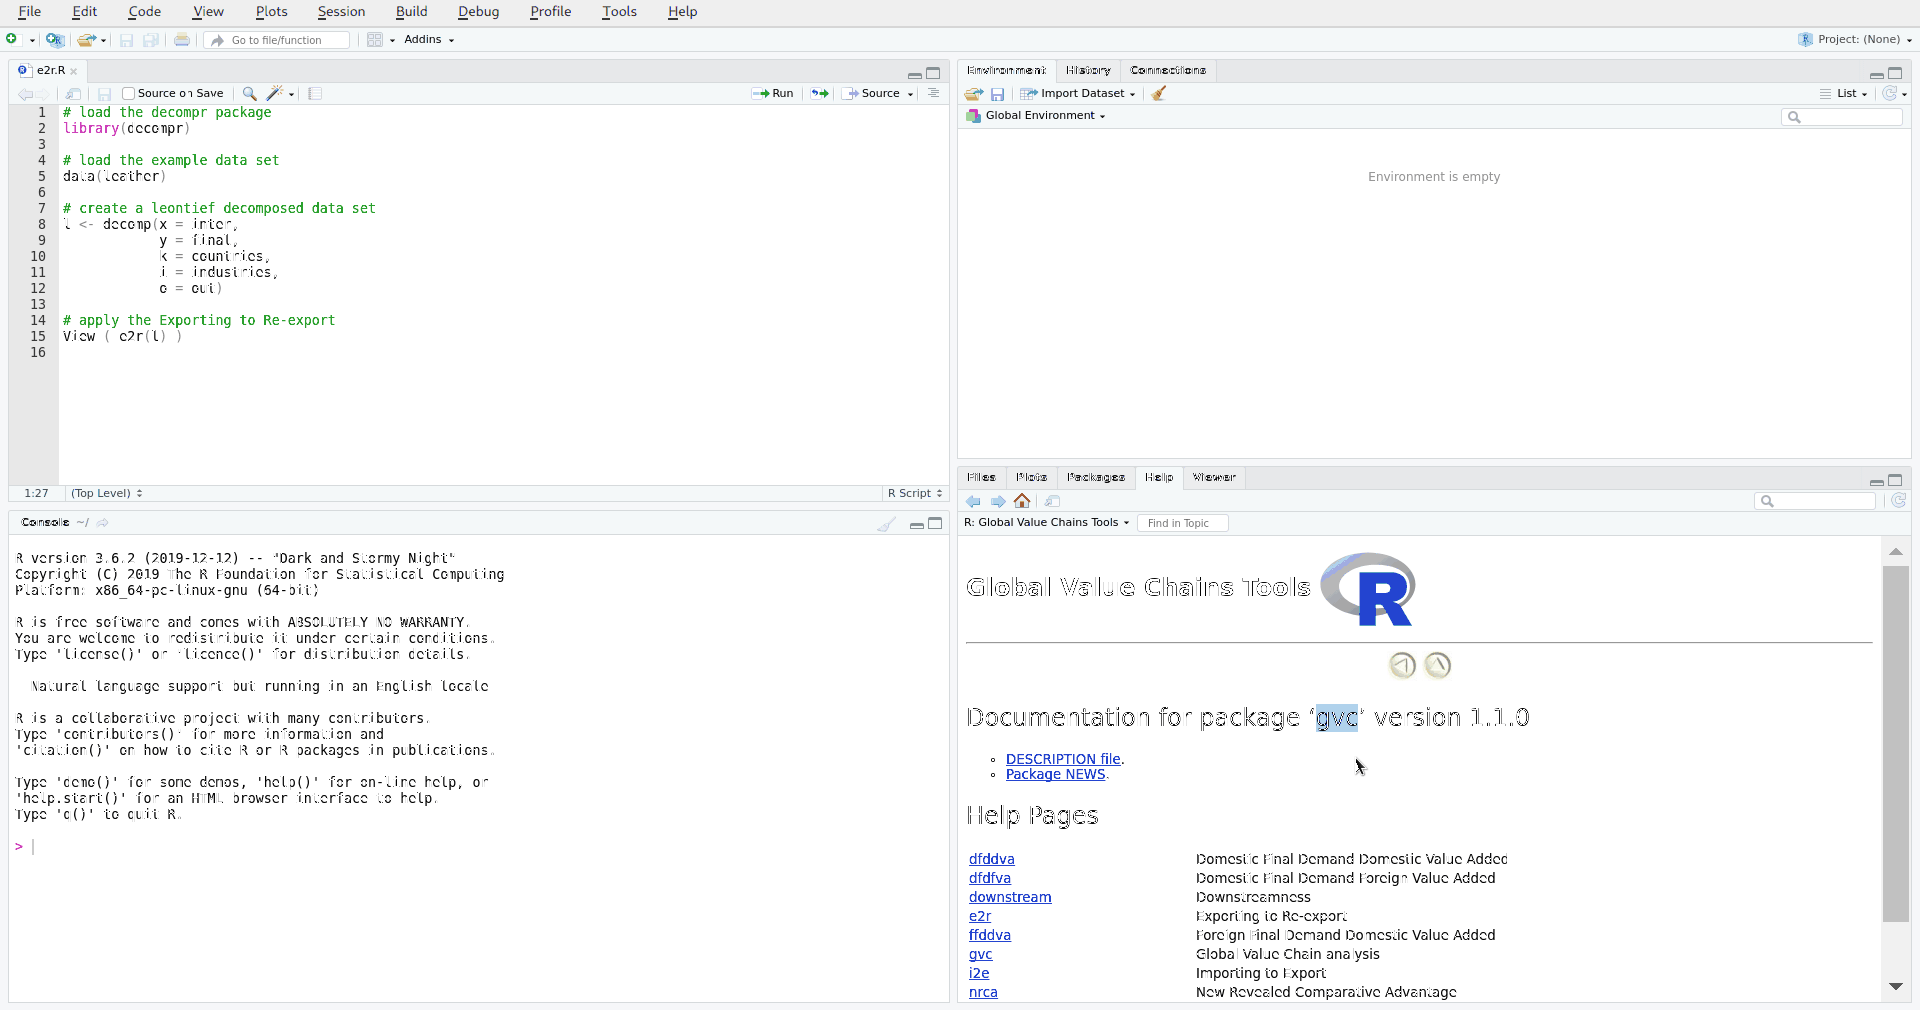 File Edit Code View Plots Session Build Debug Profile Tools Help
Go to file/function Addins Project: (None)
e2r.R
Source on Save Run Source
1 # load the decompr package
2 library(decompr)
3
4 # load the example data set
5 data(leather)
6
7 # create a leontief decomposed data set
8 l <- decomp(x = inter,
9 y = final,
10 k = countries,
11 i = industries,
12 o = out)
13
14 # apply the Exporting to Re-export
15 View ( e2r(l) )
16
1:27 (Top Level) R Script
Console ~/
R version 3.6.2 (2019-12-12) -- "Dark and Stormy Night"
Copyright (C) 2019 The R Foundation for Statistical Computing
Platform: x86_64-pc-linux-gnu (64-bit)
R is free software and comes with ABSOLUTELY NO WARRANTY.
You are welcome to redistribute it under certain conditions.
Type 'license()' or 'licence()' for distribution details.
Natural language support but running in an English locale
R is a collaborative project with many contributors.
Type 'contributors()' for more information and
'citation()' on how to cite R or R packages in publications.
Type 'demo()' for some demos, 'help()' for on-line help, or
'help.start()' for an HTML browser interface to help.
Type 'q()' to quit R.
>
Environment History Connections
Import Dataset List
Global Environment
Environment is empty
Files Plots Packages Help Viewer
R: Global Value Chains Tools Find in Topic
Global Value Chains Tools R
Documentation for package ‘gvc’ version 1.1.0
DESCRIPTION file.
Package NEWS.
Help Pages
dfddva Domestic Final Demand Domestic Value Added
dfdfva Domestic Final Demand Foreign Value Added
downstream Downstreamness
e2r Exporting to Re-export
ffddva Foreign Final Demand Domestic Value Added
gvc Global Value Chain analysis
i2e Importing to Export
nrca New Revealed Comparative Advantage